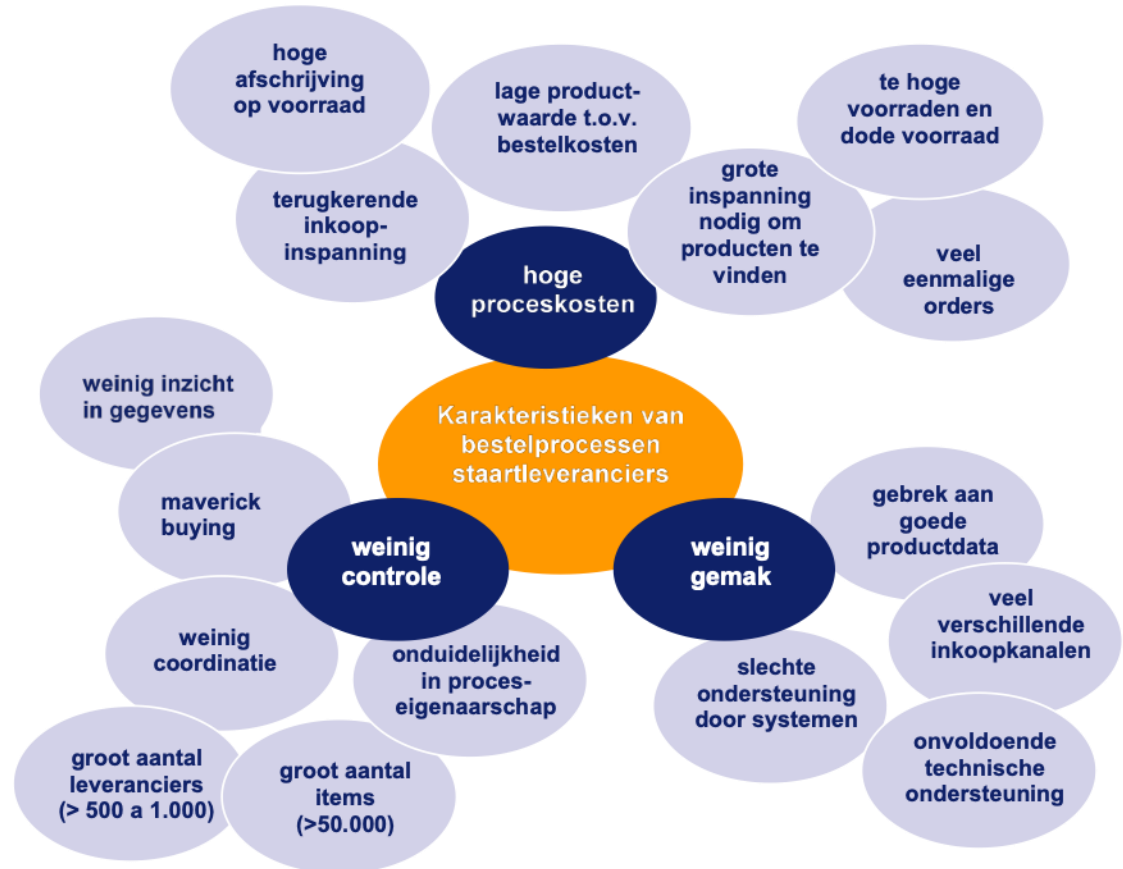 hoge
afschrijving
op voorraad
lage product-
waarde t.o.v.
bestelkosten
te hoge
voorraden en
dode voorraad
terugkerende
inkoop-
inspanning
grote
inspanning
nodig om
producten te
vinden
veel
eenmalige
orders
hoge
proceskosten
Karakteristieken van
bestelprocessen
staartleveranciers
weinig inzicht
in gegevens
maverick
buying
weinig
controle
weinig
coordinatie
onduidelijkheid
in proces-
eigenaarschap
groot aantal
leveranciers
(> 500 a 1.000)
groot aantal
items
(>50.000)
weinig
gemak
gebrek aan
goede
productdata
veel
verschillende
inkoopkanalen
slechte
ondersteuning
door systemen
onvoldoende
technische
ondersteuning